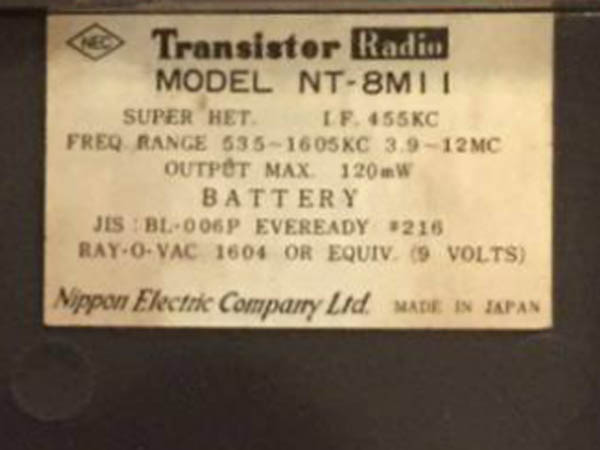 NEC Transistor Radio
MODEL NT-8M11
SUPER HET. I.F. 455KC
FREQ. RANGE 535~1605KC 3.9~12MC
OUTPUT MAX. 120mW
BATTERY
JIS : BL-006P EVEREADY #216
RAY-O-VAC 1604 OR EQUIV. (9 VOLTS)
Nippon Electric Company Ltd. MADE IN JAPAN